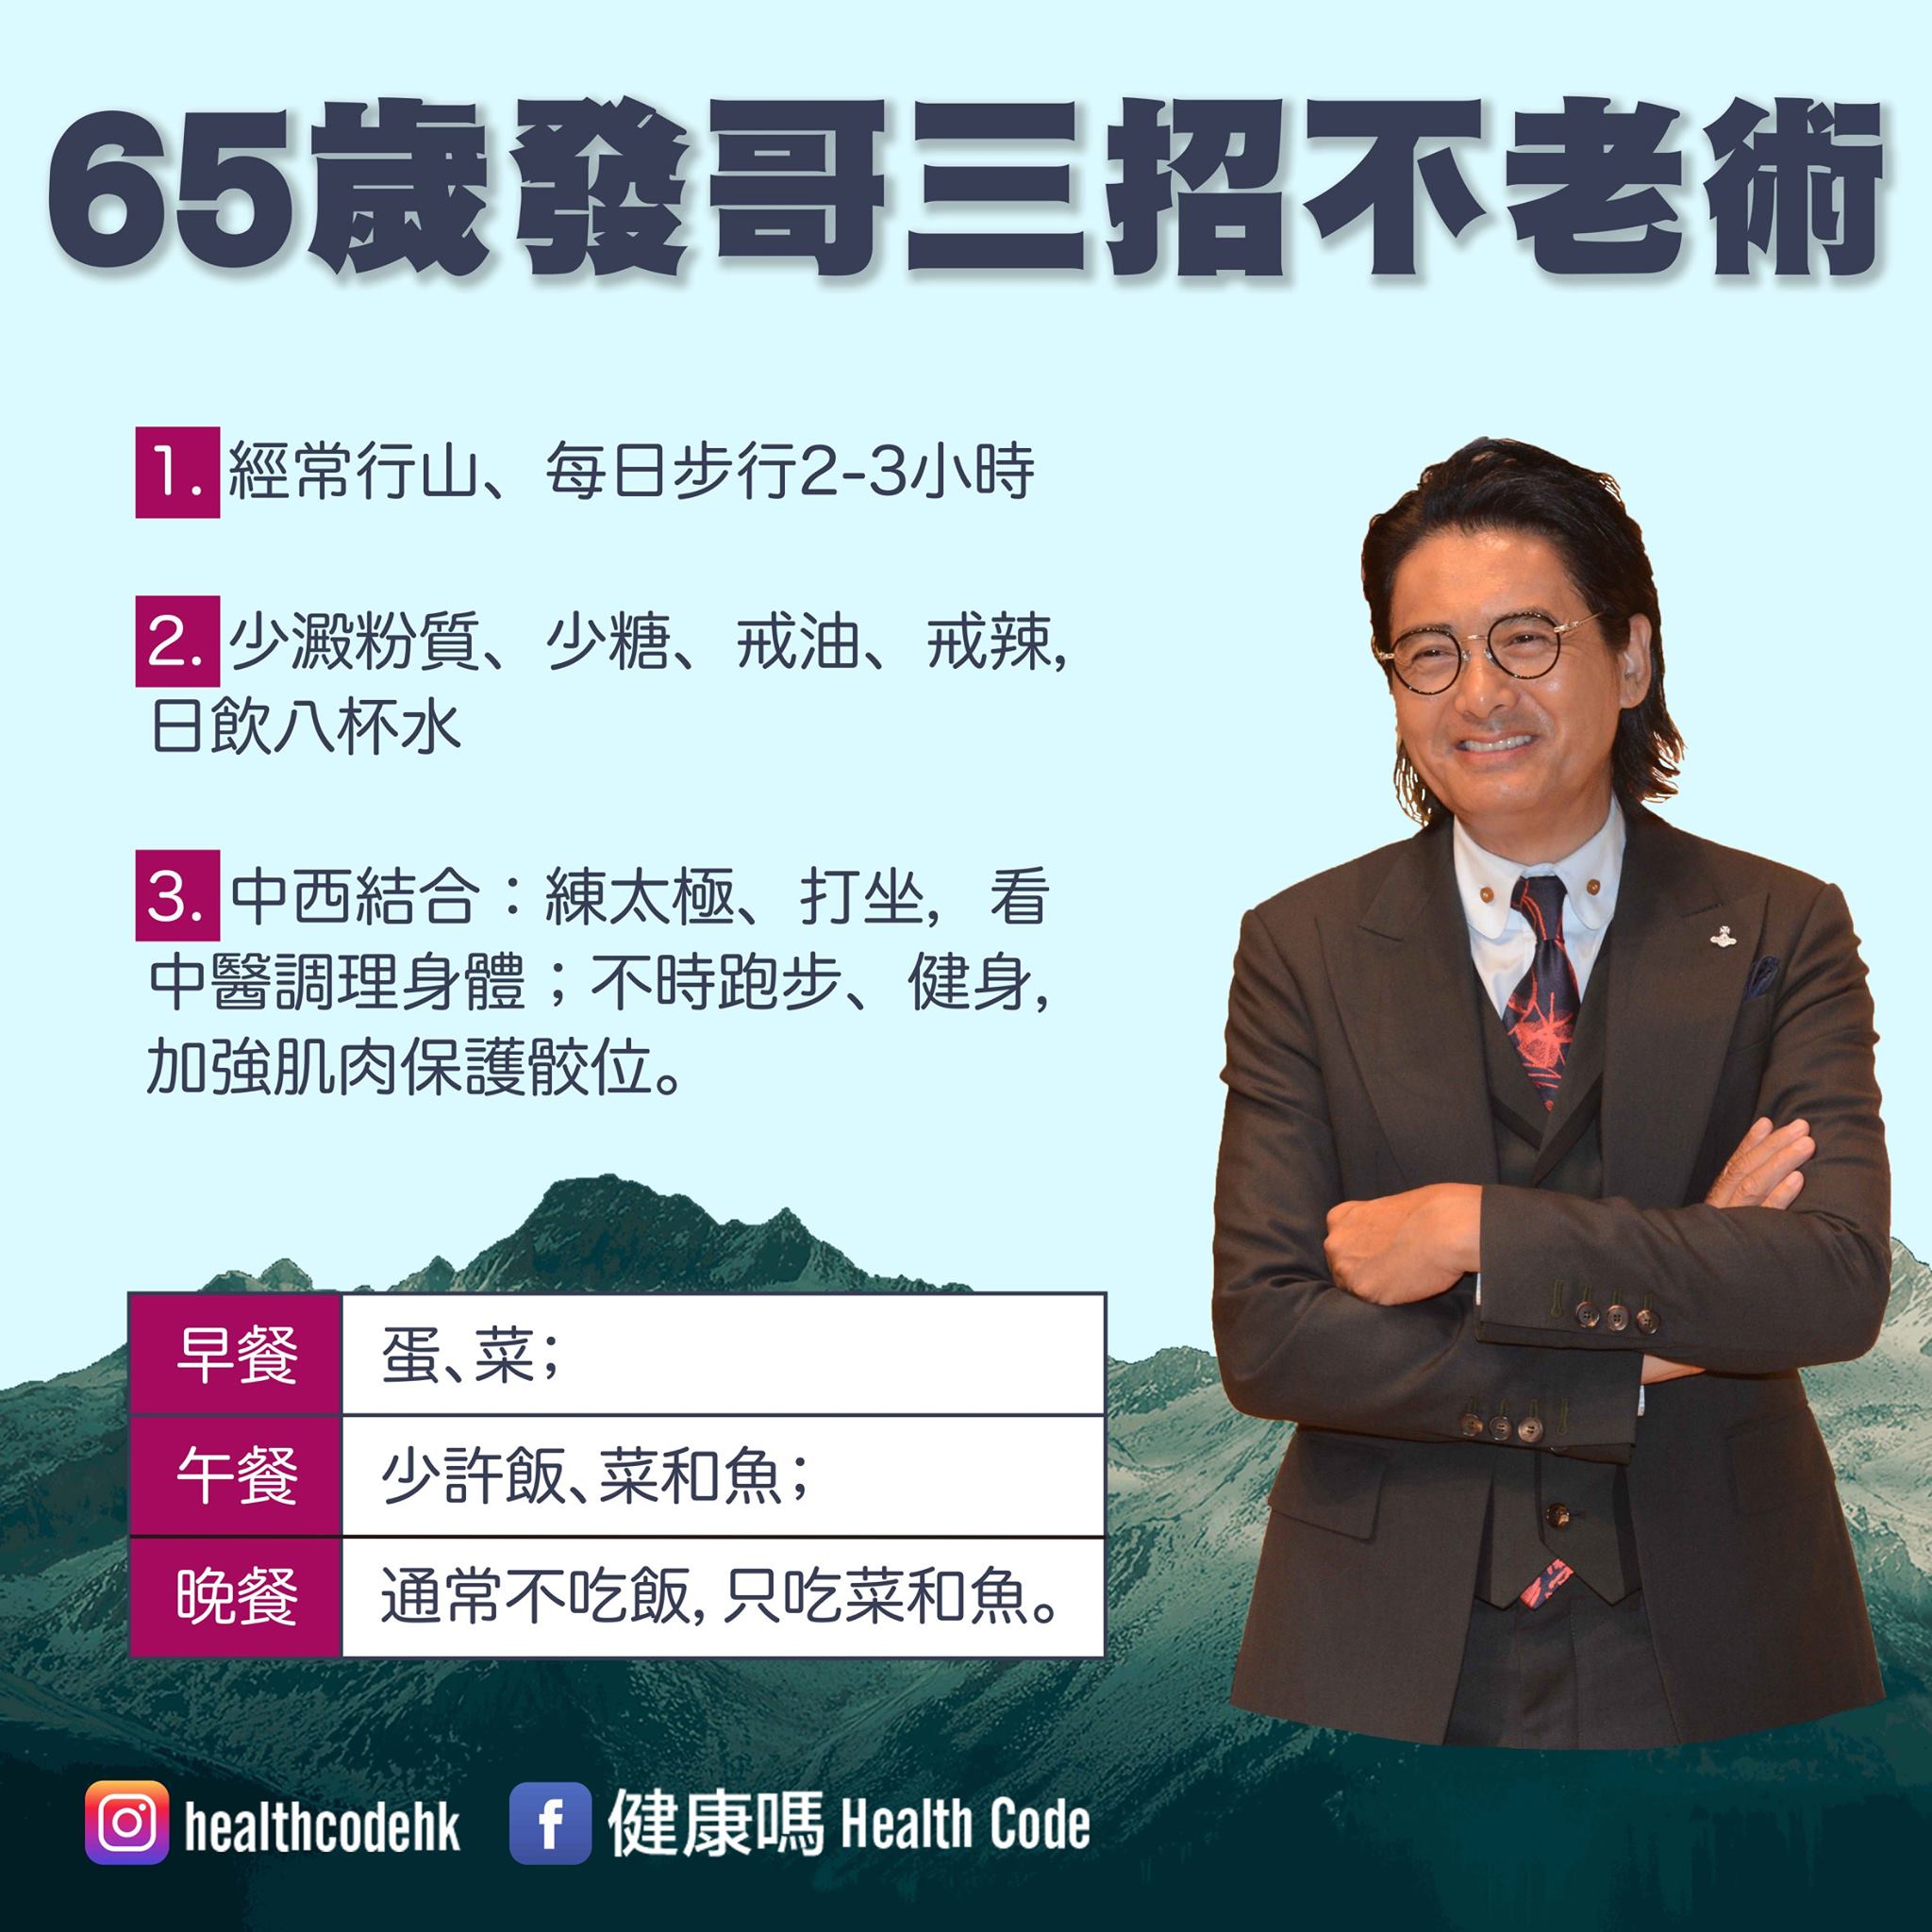 65歲發哥三招不老術
1. 經常行山、每日步行2-3小時
2. 少澱粉質、少糖、戒油、戒辣,
日飲八杯水
3. 中西結合：練太極、打坐, 看
中醫調理身體；不時跑步、健身,
加強肌肉保護骹位。
早餐 蛋、菜；
午餐 少許飯、菜和魚；
晚餐 通常不吃飯, 只吃菜和魚。
healthcodehk f 健康嗎 Health Code